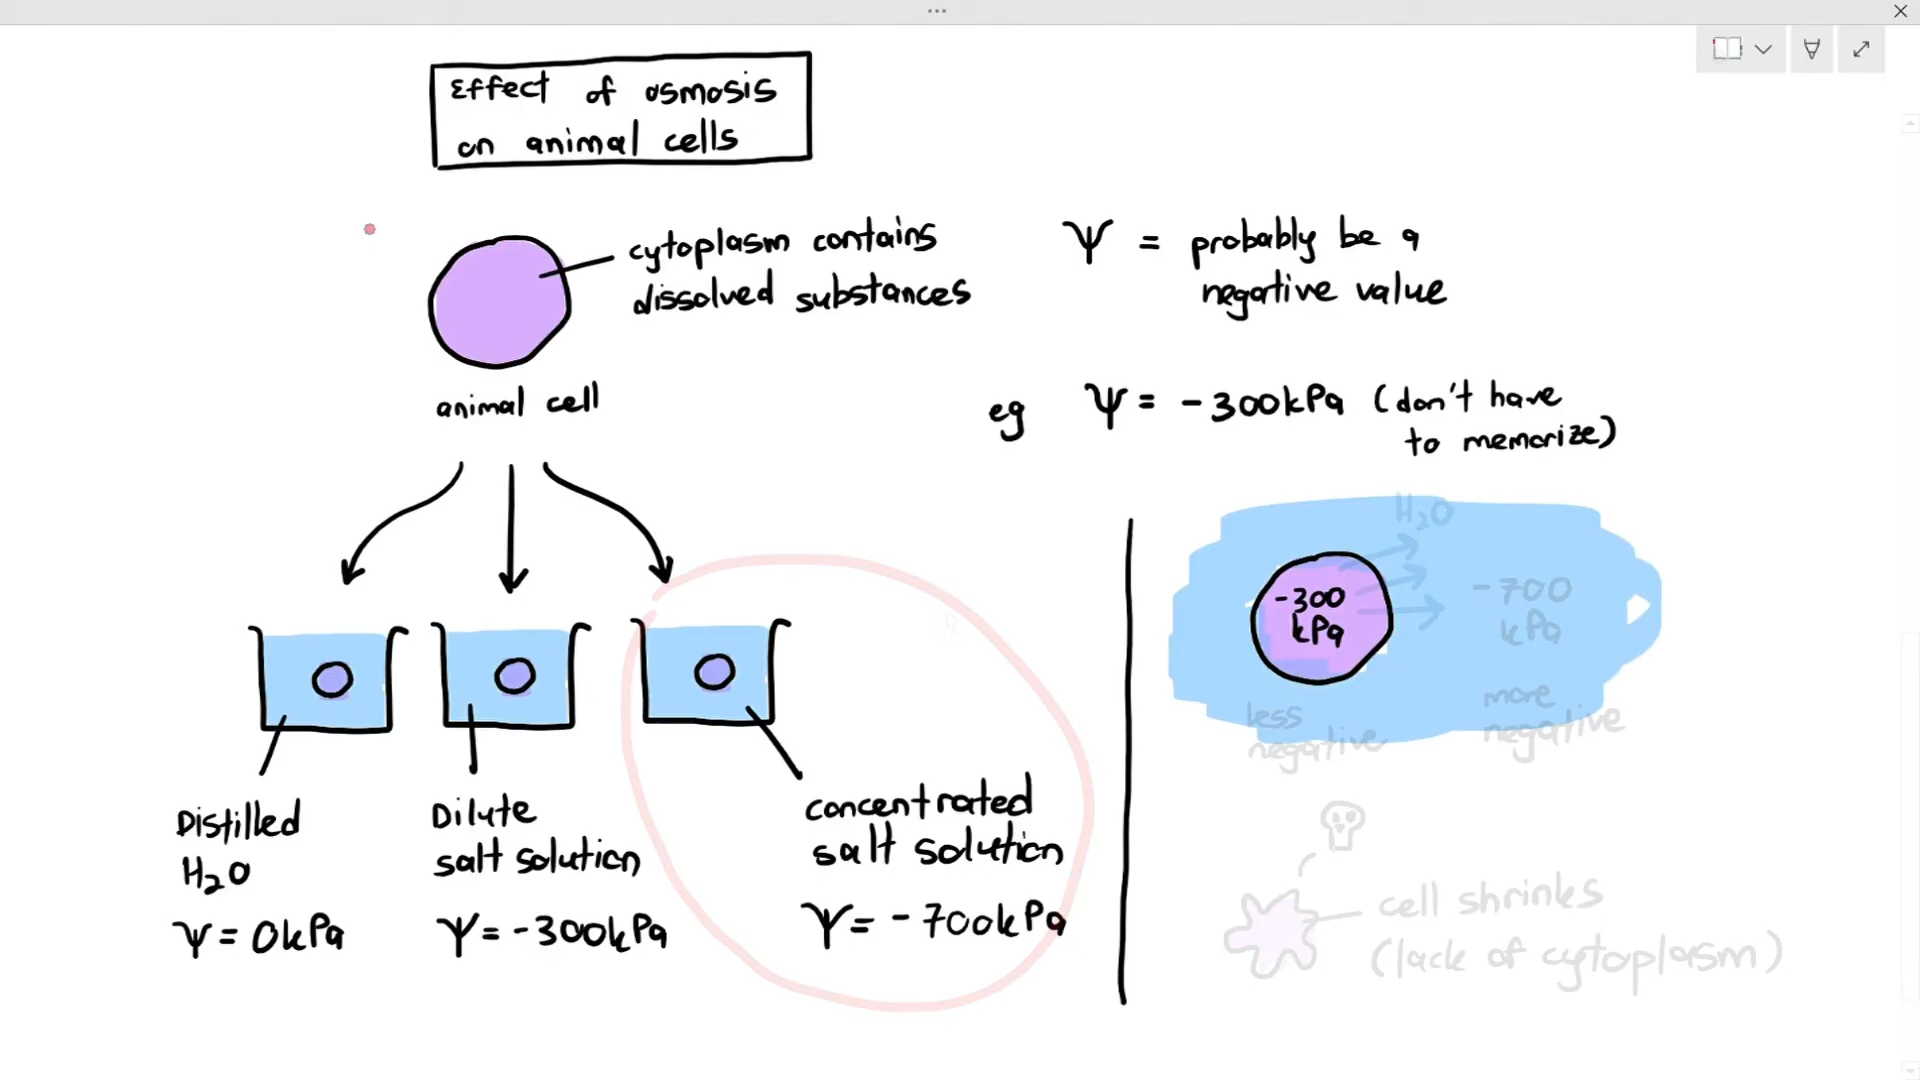 Effect of osmosis
on animal cells
cytoplasm contains
dissolved substances
Ψ = probably be a
negative value
animal cell
eg Ψ = -300kPa (don't have
to memorize)
H₂O
-300
kPa
-700
kPa
less
negative
more
negative
Distilled
H₂O
Ψ = 0kPa
Dilute
salt solution
Ψ = -300kPa
concentrated
salt solution
Ψ = -700kPa
cell shrinks
(lack of cytoplasm)